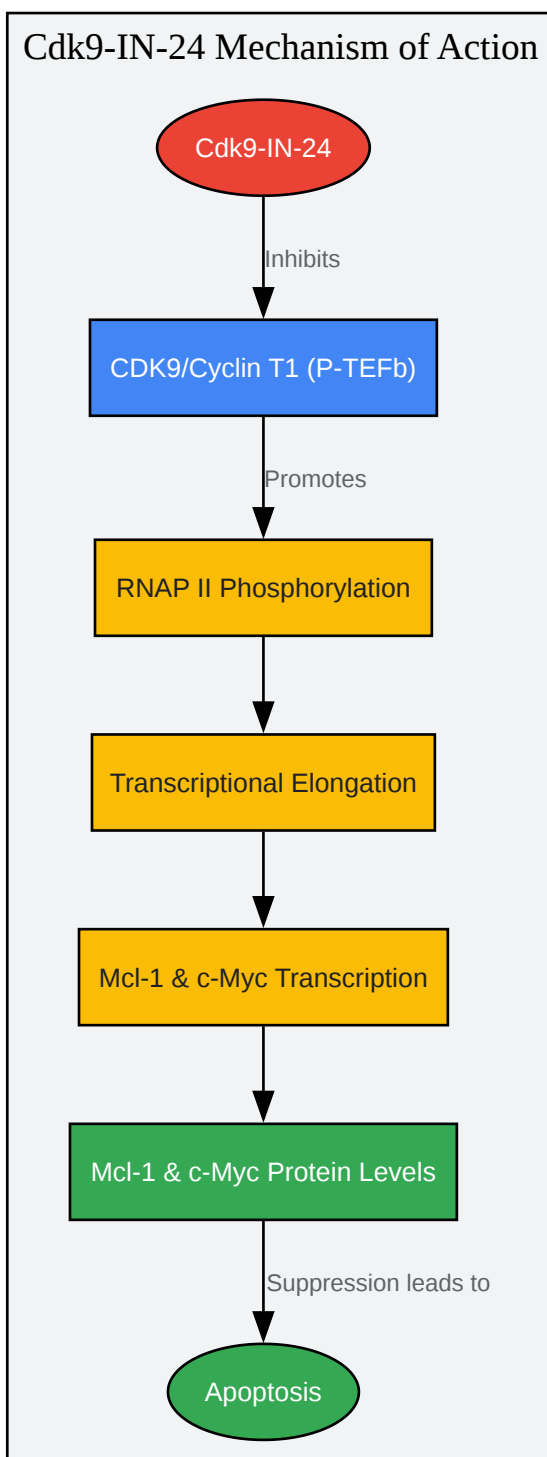 Cdk9-IN-24 Mechanism of Action
Cdk9-IN-24
Inhibits
CDK9/Cyclin T1 (P-TEFb)
Promotes
RNAP II Phosphorylation
Transcriptional Elongation
Mcl-1 & c-Myc Transcription
Mcl-1 & c-Myc Protein Levels
Suppression leads to
Apoptosis